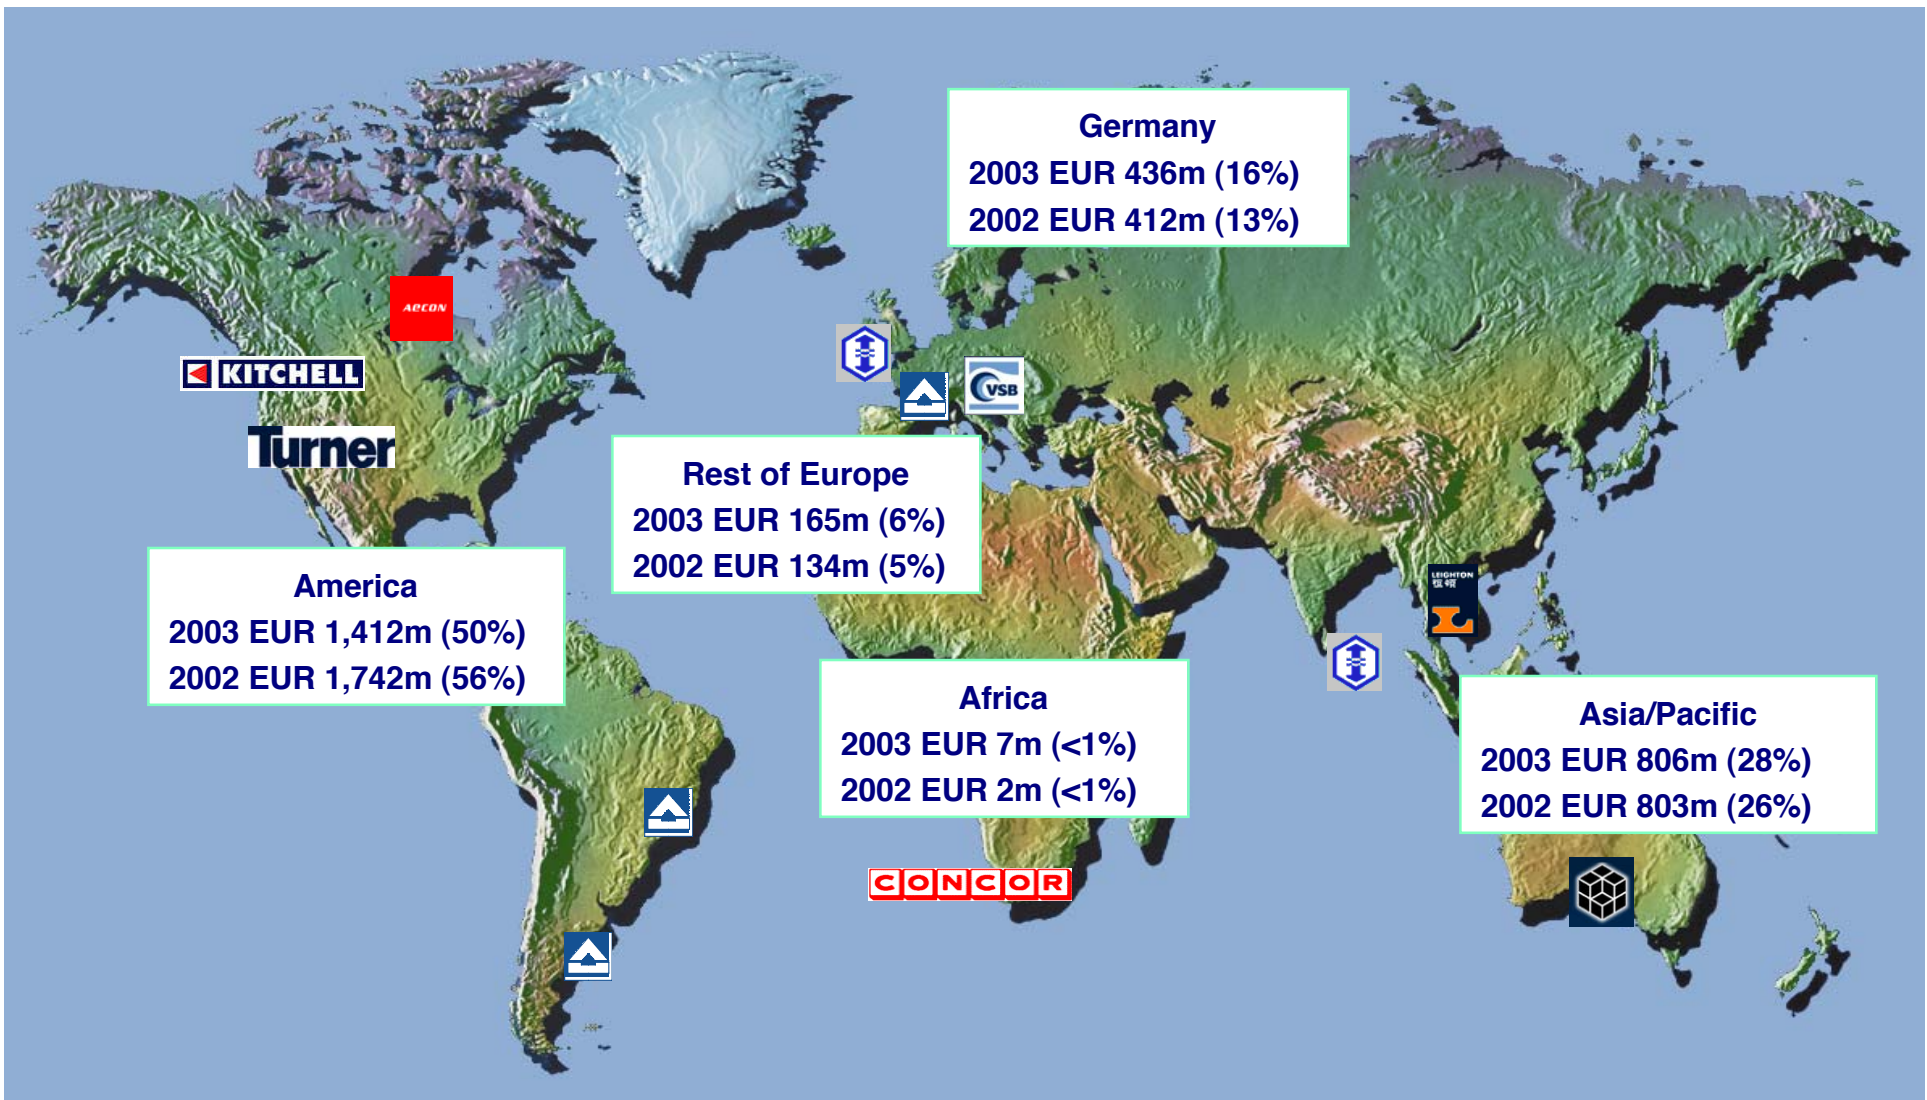 Germany
2003 EUR 436m (16%)
2002 EUR 412m (13%)
AECON
KITCHELL
VSB
Turner
Rest of Europe
2003 EUR 165m (6%)
2002 EUR 134m (5%)
America
2003 EUR 1,412m (50%)
2002 EUR 1,742m (56%)
LEIGHTON
L
Africa
2003 EUR 7m (<1%)
2002 EUR 2m (<1%)
Asia/Pacific
2003 EUR 806m (28%)
2002 EUR 803m (26%)
CONCOR